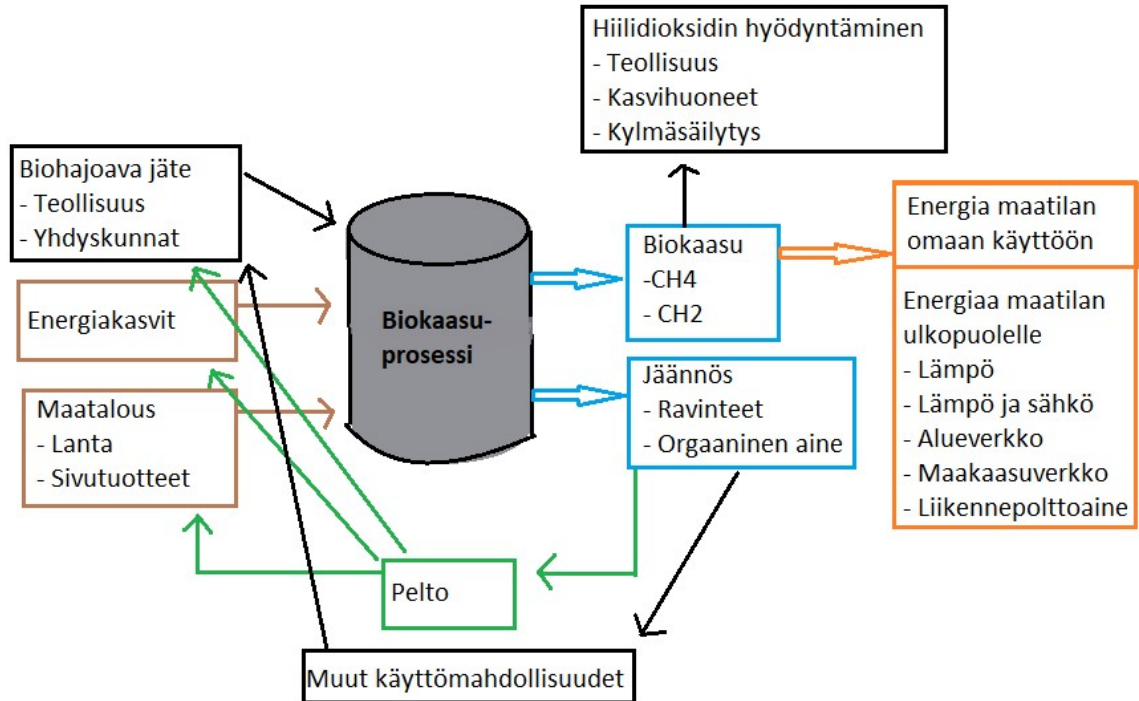 Hiilidioksidin hyödyntäminen
- Teollisuus
- Kasvihuoneet
- Kylmäsäilytys
Biohajoava jäte
- Teollisuus
- Yhdyskunnat
Energiakasvit
Maatalous
- Lanta
- Sivutuotteet
Biokaasu-
prosessi
Biokaasu
-CH4
- CH2
Jäännös
- Ravinteet
- Orgaaninen aine
Energia maatilan
omaan käyttöön
Energiaa maatilan
ulkopuolelle
- Lämpö
- Lämpö ja sähkö
- Alueverkko
- Maakaasuverkko
- Liikennepolttoaine
Pelto
Muut käyttömahdollisuudet